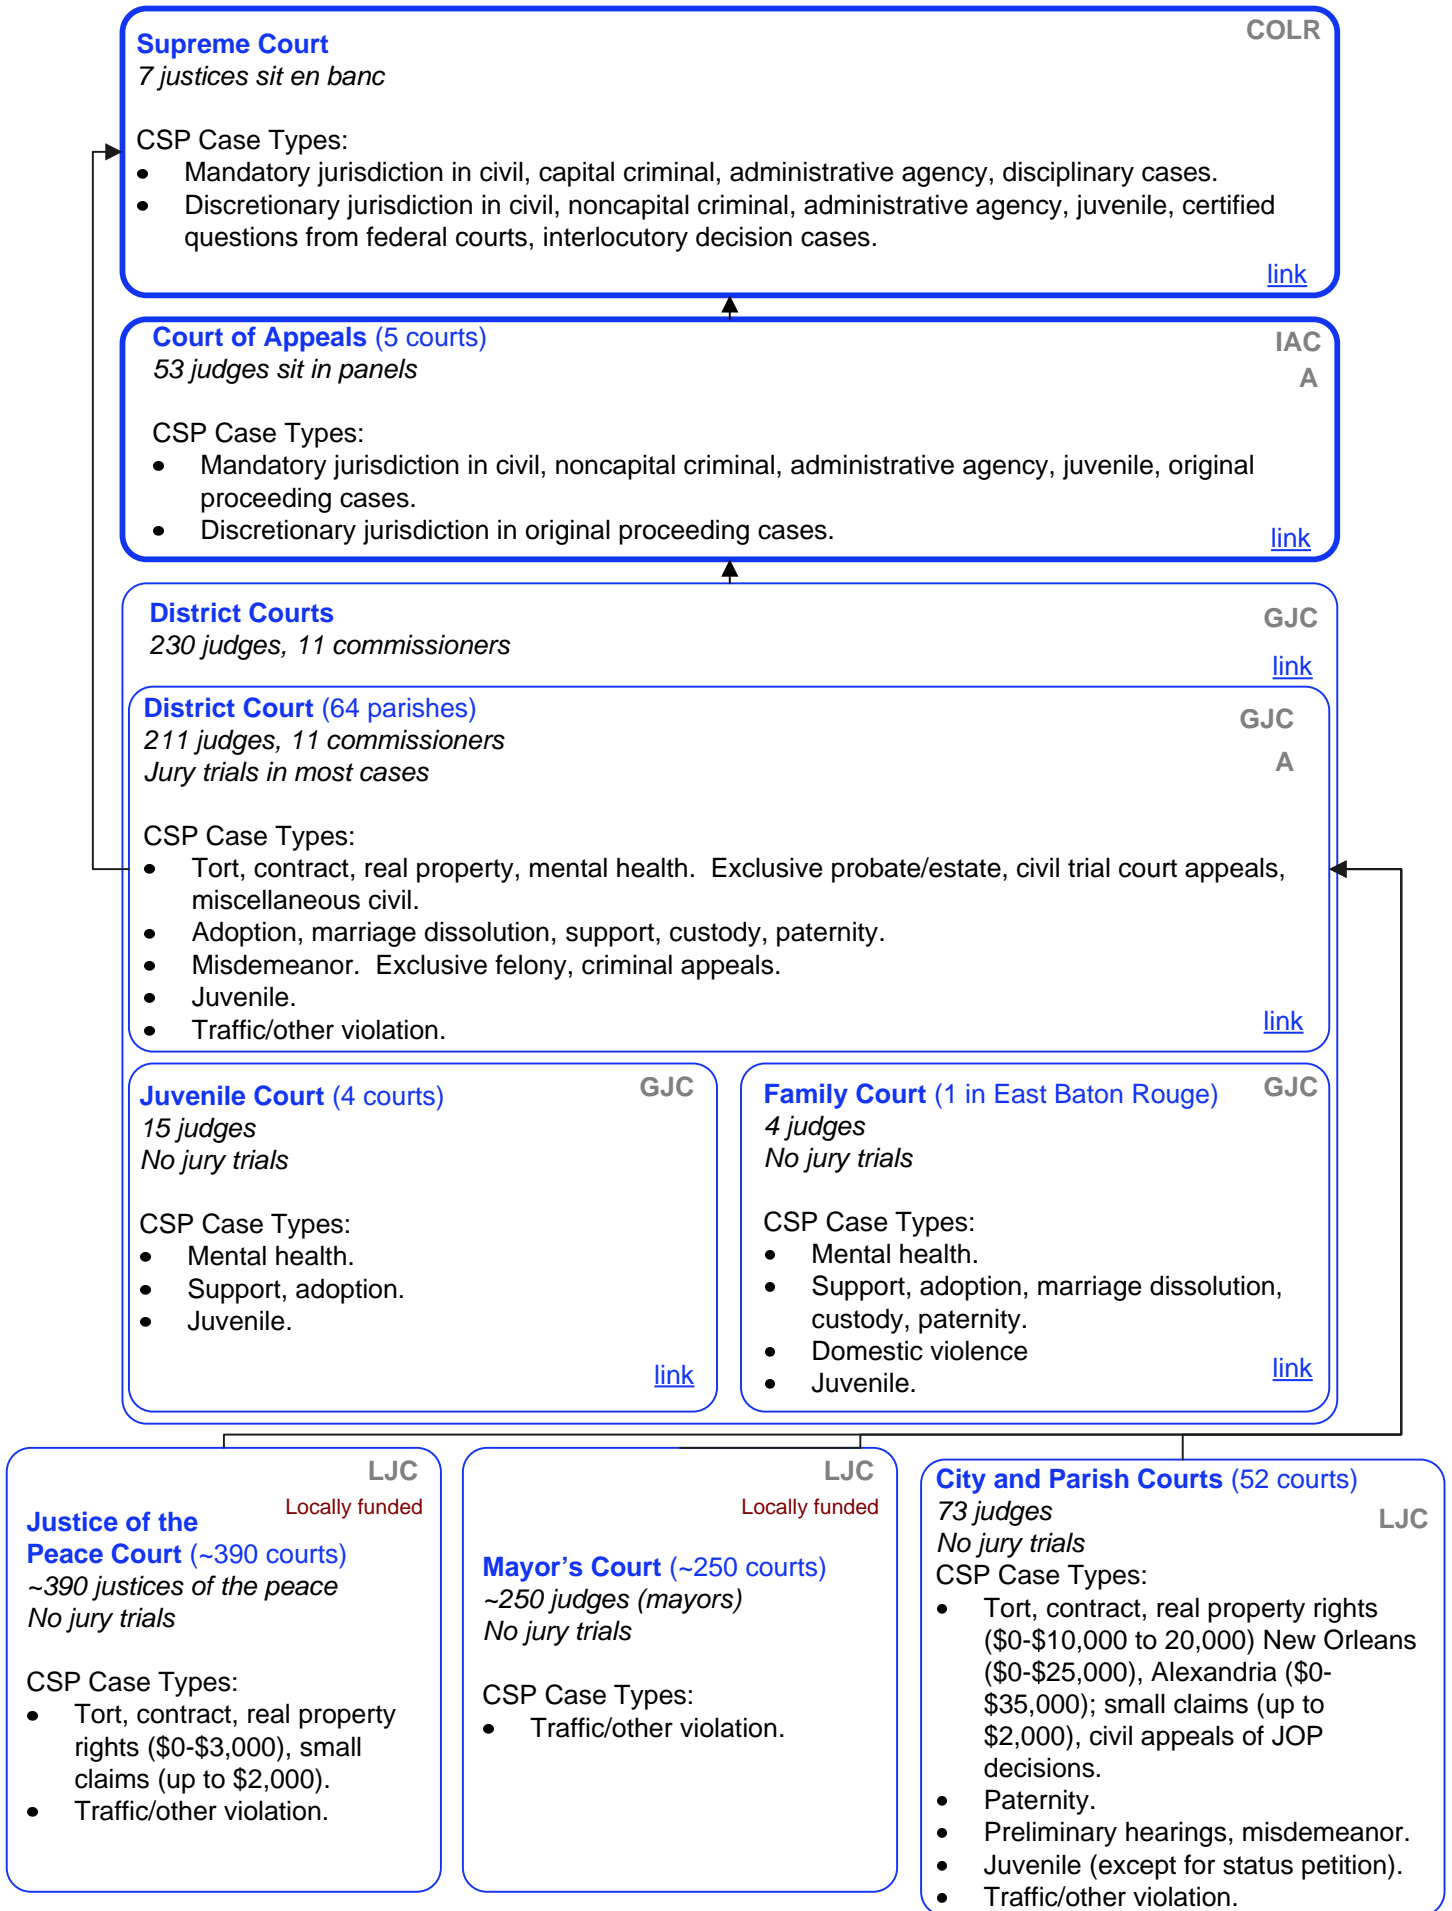 Supreme Court
COLR
7 justices sit en banc
CSP Case Types:
• Mandatory jurisdiction in civil, capital criminal, administrative agency, disciplinary cases.
• Discretionary jurisdiction in civil, noncapital criminal, administrative agency, juvenile, certified
questions from federal courts, interlocutory decision cases.
link
Court of Appeals (5 courts)
IAC
53 judges sit in panels
A
CSP Case Types:
• Mandatory jurisdiction in civil, noncapital criminal, administrative agency, juvenile, original
proceeding cases.
• Discretionary jurisdiction in original proceeding cases.
link
District Courts
GJC
230 judges, 11 commissioners
link
District Court (64 parishes)
GJC
211 judges, 11 commissioners
A
Jury trials in most cases
CSP Case Types:
• Tort, contract, real property, mental health.  Exclusive probate/estate, civil trial court appeals,
miscellaneous civil.
• Adoption, marriage dissolution, support, custody, paternity.
• Misdemeanor.  Exclusive felony, criminal appeals.
• Juvenile.
• Traffic/other violation.
link
Juvenile Court (4 courts)
GJC
15 judges
No jury trials
CSP Case Types:
• Mental health.
• Support, adoption.
• Juvenile.
link
Family Court (1 in East Baton Rouge)
GJC
4 judges
No jury trials
CSP Case Types:
• Mental health.
• Support, adoption, marriage dissolution,
custody, paternity.
• Domestic violence
• Juvenile.
link
LJC
Locally funded
Justice of the
Peace Court (~390 courts)
~390 justices of the peace
No jury trials
CSP Case Types:
• Tort, contract, real property
rights ($0-$3,000), small
claims (up to $2,000).
• Traffic/other violation.
LJC
Locally funded
Mayor’s Court (~250 courts)
~250 judges (mayors)
No jury trials
CSP Case Types:
• Traffic/other violation.
City and Parish Courts (52 courts)
73 judges
LJC
No jury trials
CSP Case Types:
• Tort, contract, real property rights
($0-$10,000 to 20,000) New Orleans
($0-$25,000), Alexandria ($0-
$35,000); small claims (up to
$2,000), civil appeals of JOP
decisions.
• Paternity.
• Preliminary hearings, misdemeanor.
• Juvenile (except for status petition).
• Traffic/other violation.